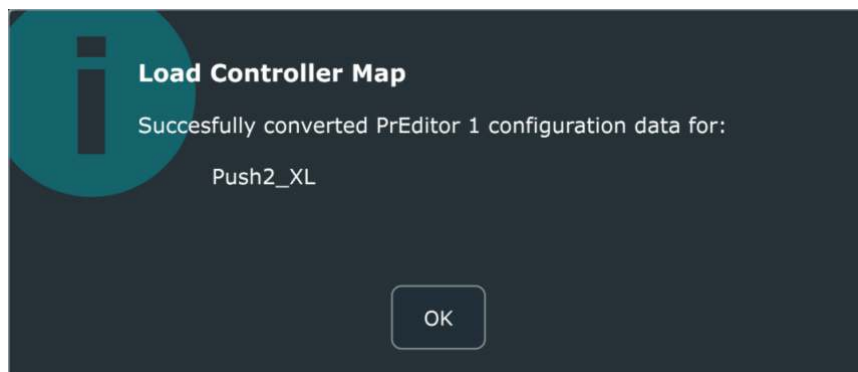 Load Controller Map
Succesfully converted PrEditor 1 configuration data for:
Push2_XL
OK